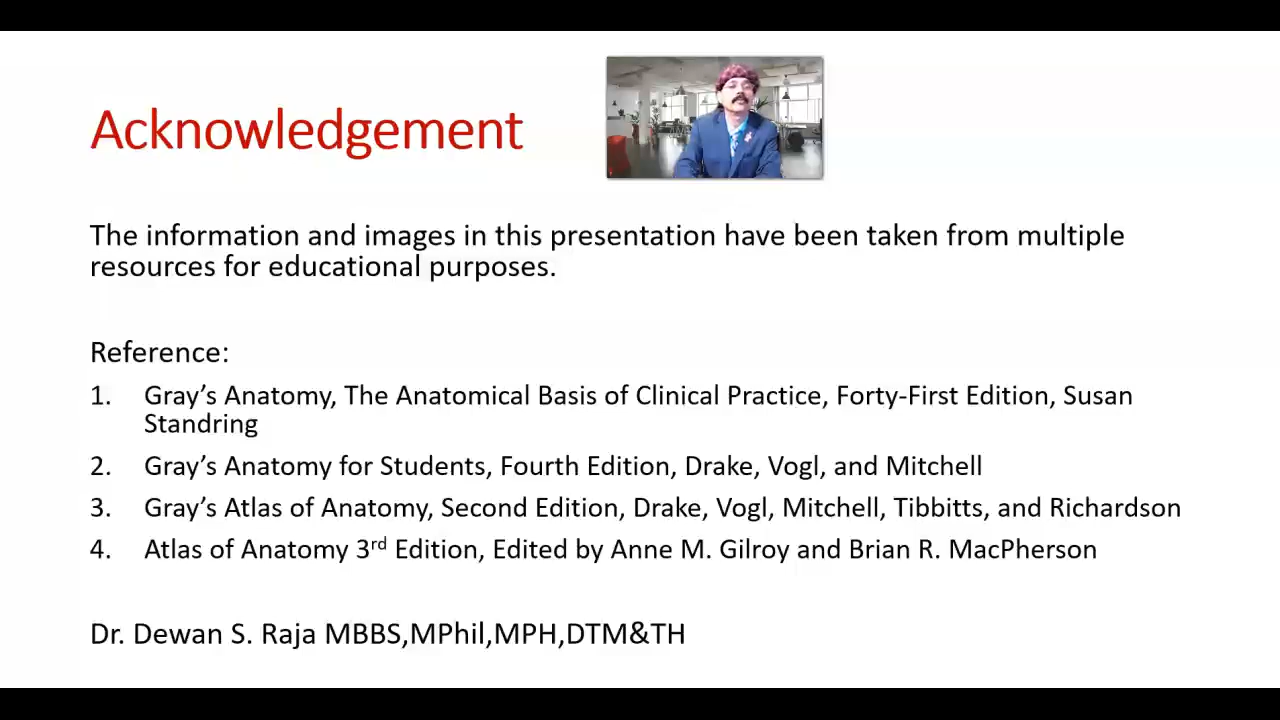 Acknowledgement
The information and images in this presentation have been taken from multiple
resources for educational purposes.
Reference:
1. Gray’s Anatomy, The Anatomical Basis of Clinical Practice, Forty-First Edition, Susan
Standring
2. Gray’s Anatomy for Students, Fourth Edition, Drake, Vogl, and Mitchell
3. Gray’s Atlas of Anatomy, Second Edition, Drake, Vogl, Mitchell, Tibbitts, and Richardson
4. Atlas of Anatomy 3rd Edition, Edited by Anne M. Gilroy and Brian R. MacPherson
Dr. Dewan S. Raja MBBS,MPhil,MPH,DTM&TH